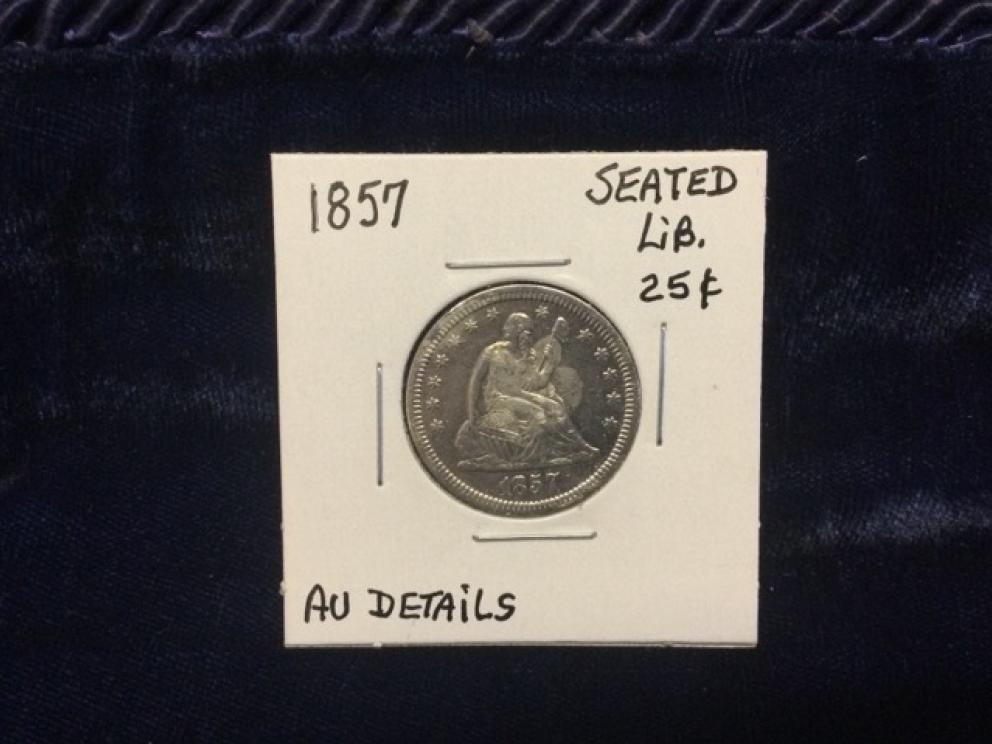 1857
SEATED
LiB.
25¢
1857
AU DETAiLS